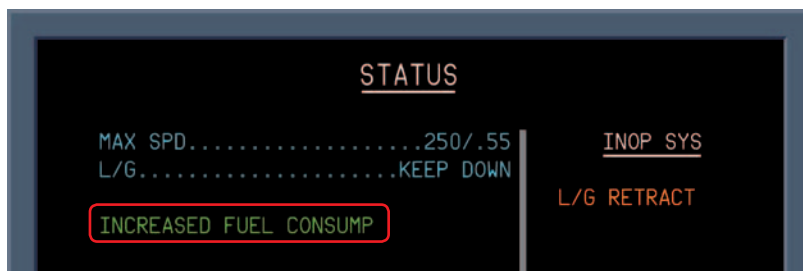 STATUS
MAX SPD...................250/.55
L/G.....................KEEP DOWN
INCREASED FUEL CONSUMP
INOP SYS
L/G RETRACT